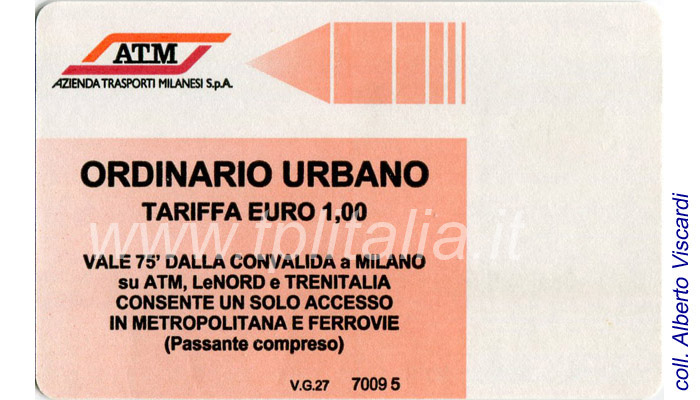 ATM
AZIENDA TRASPORTI MILANESI S.p.A.
ORDINARIO URBANO
TARIFFA EURO 1,00
www.tplitalia.it
VALE 75' DALLA CONVALIDA a MILANO
su ATM, LeNORD e TRENITALIA
CONSENTE UN SOLO ACCESSO
IN METROPOLITANA E FERROVIE
(Passante compreso)
V.G.27 7009 5
coll. Alberto Viscardi